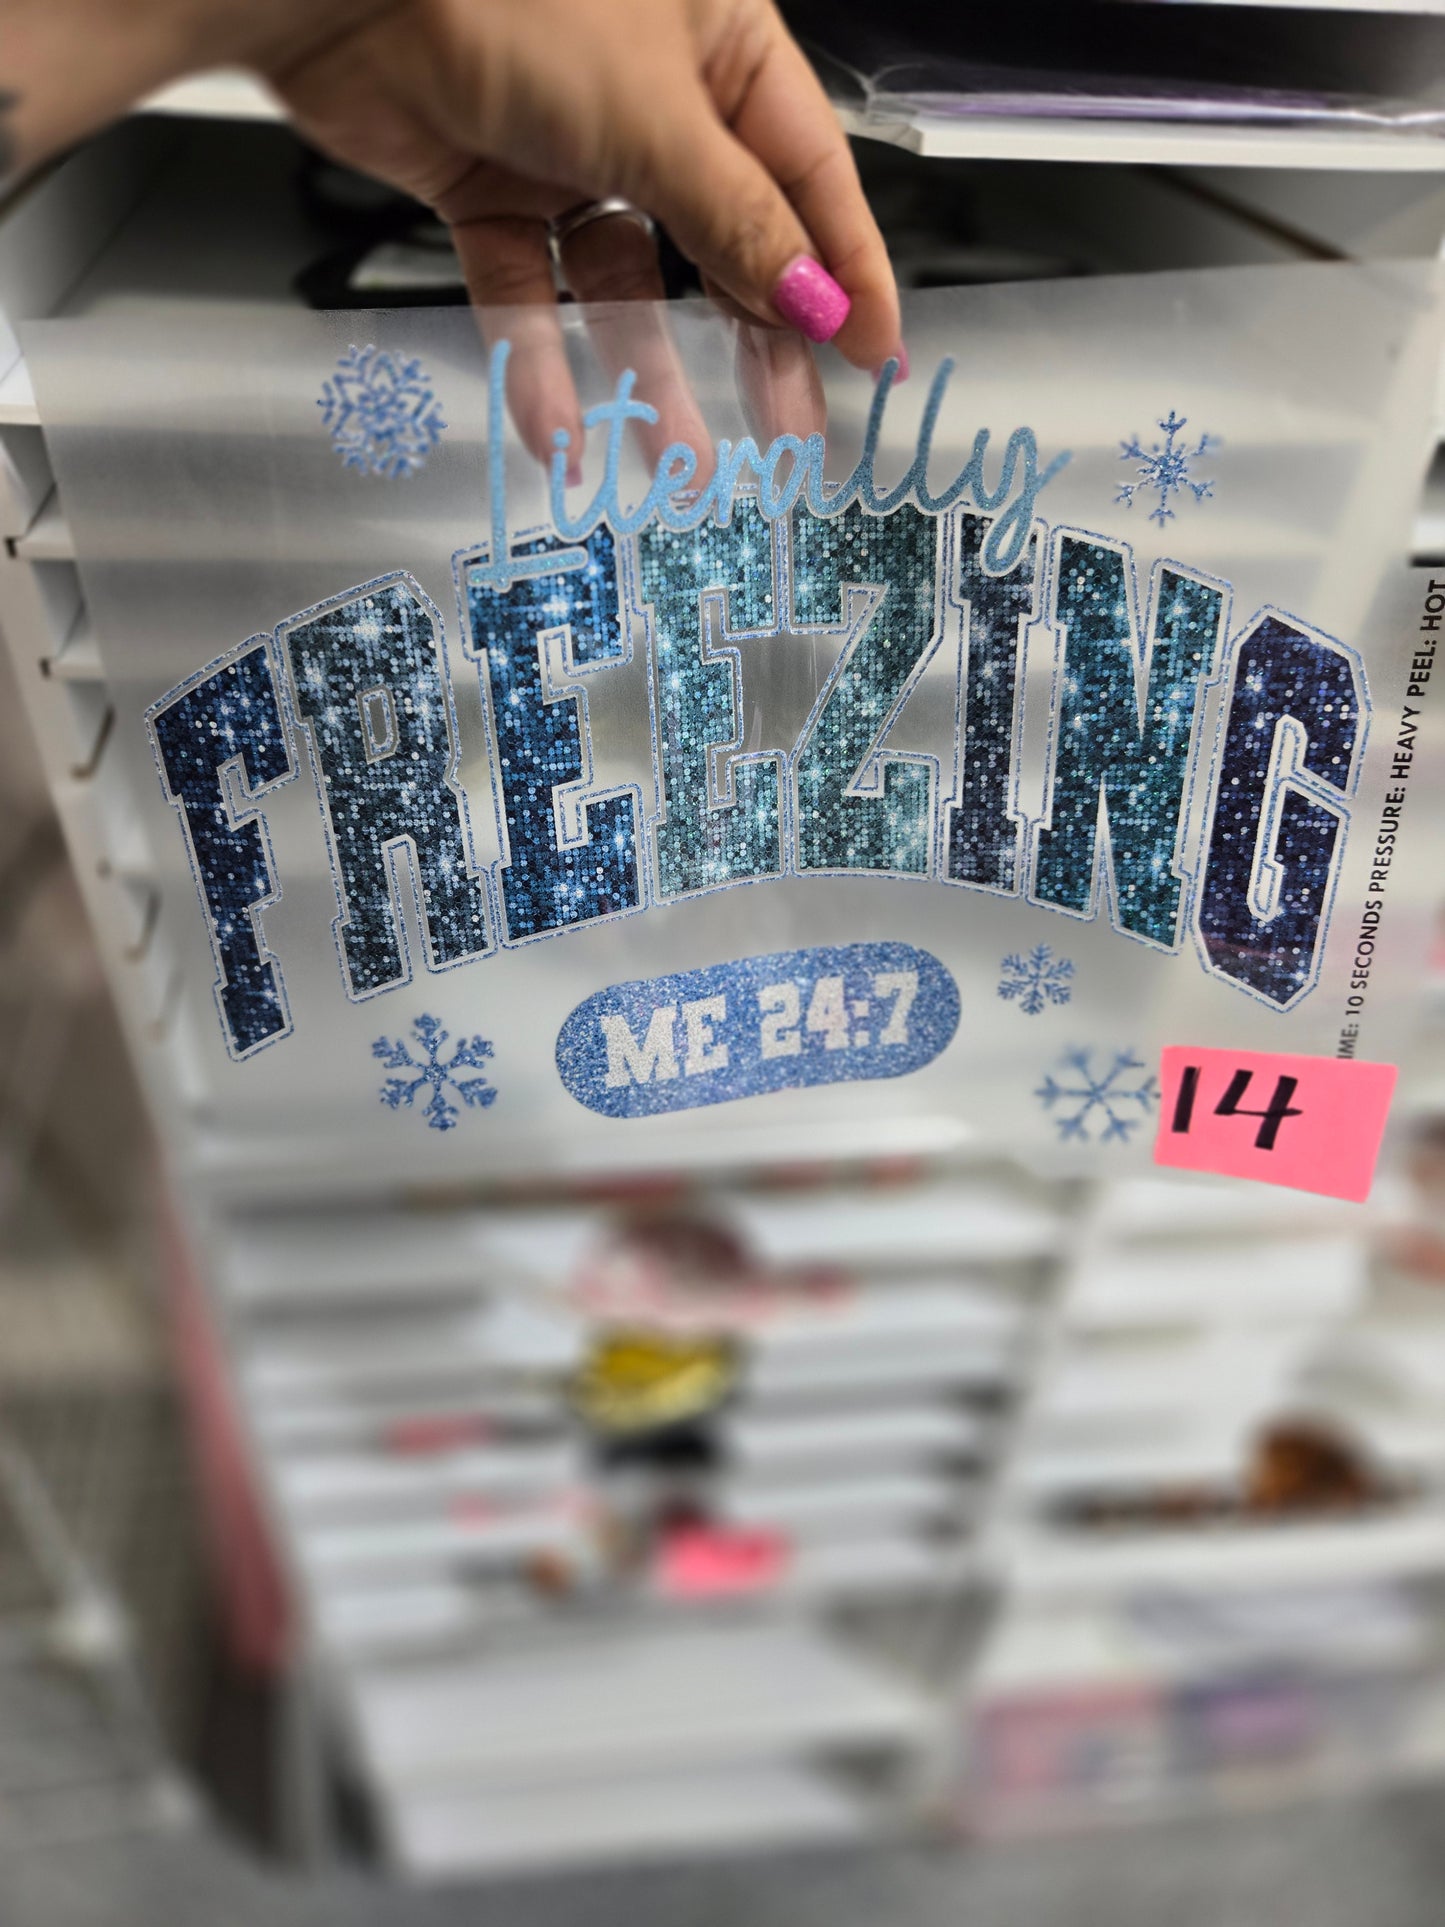 Literally
FREEZING
ME 24:7
IME: 10 SECONDS PRESSURE: HEAVY PEEL: HOT
14